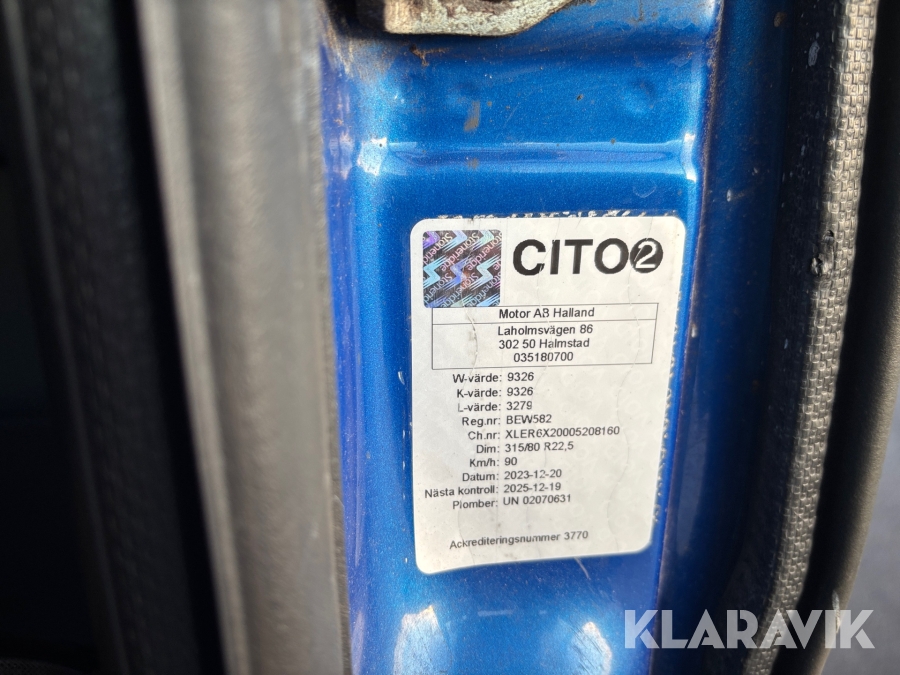 Stoneridge
CITO2
Motor AB Halland
Laholmsvägen 86
302 50 Halmstad
035180700
W-värde: 9326
K-värde: 9326
L-värde: 3279
Reg.nr: BEW582
Ch.nr: XLER6X20005208160
Dim: 315/80 R22,5
Km/h: 90
Datum: 2023-12-20
Nästa kontroll: 2025-12-19
Plomber: UN 02070631
Ackrediteringsnummer 3770
KLARAVIK